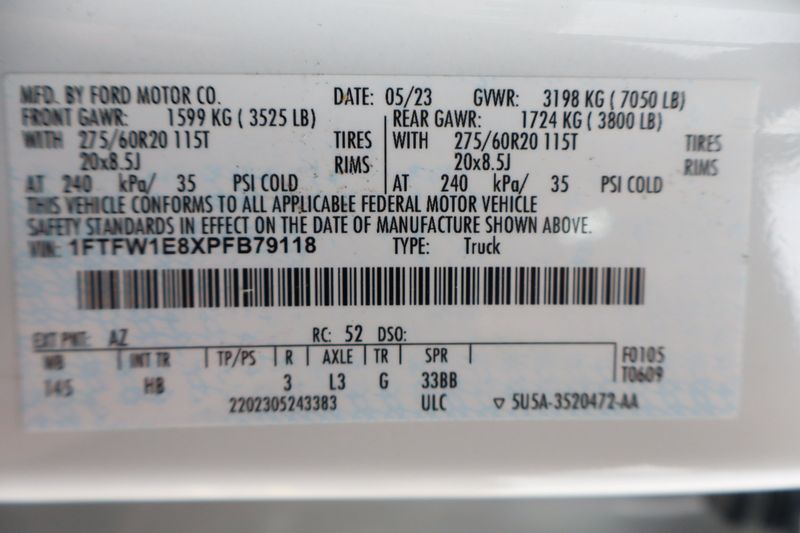 MFD. BY FORD MOTOR CO. DATE: 05/23 GVWR: 3198 KG ( 7050 LB)
FRONT GAWR: 1599 KG ( 3525 LB) REAR GAWR: 1724 KG ( 3800 LB)
WITH 275/60R20 115T TIRES WITH 275/60R20 115T TIRES
20x8.5J RIMS 20x8.5J RIMS
AT 240 kPa/ 35 PSI COLD AT 240 kPa/ 35 PSI COLD
THIS VEHICLE CONFORMS TO ALL APPLICABLE FEDERAL MOTOR VEHICLE
SAFETY STANDARDS IN EFFECT ON THE DATE OF MANUFACTURE SHOWN ABOVE.
VIN: 1FTFW1E8XPFB79118 TYPE: Truck
EXT PNT: AZ RC: 52 DSO:
WB INT TR TP/PS R AXLE TR SPR F0105
145 HB 3 L3 G 33BB T0609
2202305243383 ULC ▽ 5U5A-3520472-AA